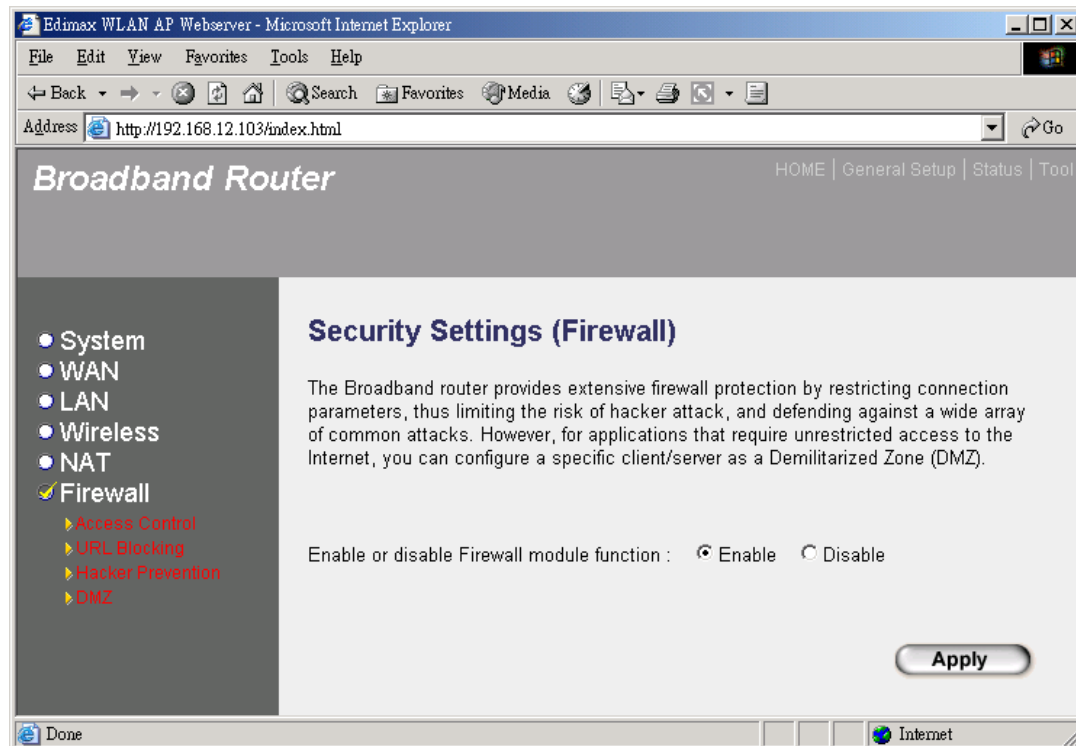 Edimax WLAN AP Webserver - Microsoft Internet Explorer
File Edit View Favorites Tools Help
Back Search Favorites Media
Address http://192.168.12.103/index.html Go
Broadband Router
HOME | General Setup | Status | Tool
System
WAN
LAN
Wireless
NAT
Firewall
Access Control
URL Blocking
Hacker Prevention
DMZ
Security Settings (Firewall)
The Broadband router provides extensive firewall protection by restricting connection
parameters, thus limiting the risk of hacker attack, and defending against a wide array
of common attacks. However, for applications that require unrestricted access to the
Internet, you can configure a specific client/server as a Demilitarized Zone (DMZ).
Enable or disable Firewall module function : Enable Disable
Apply
Done Internet